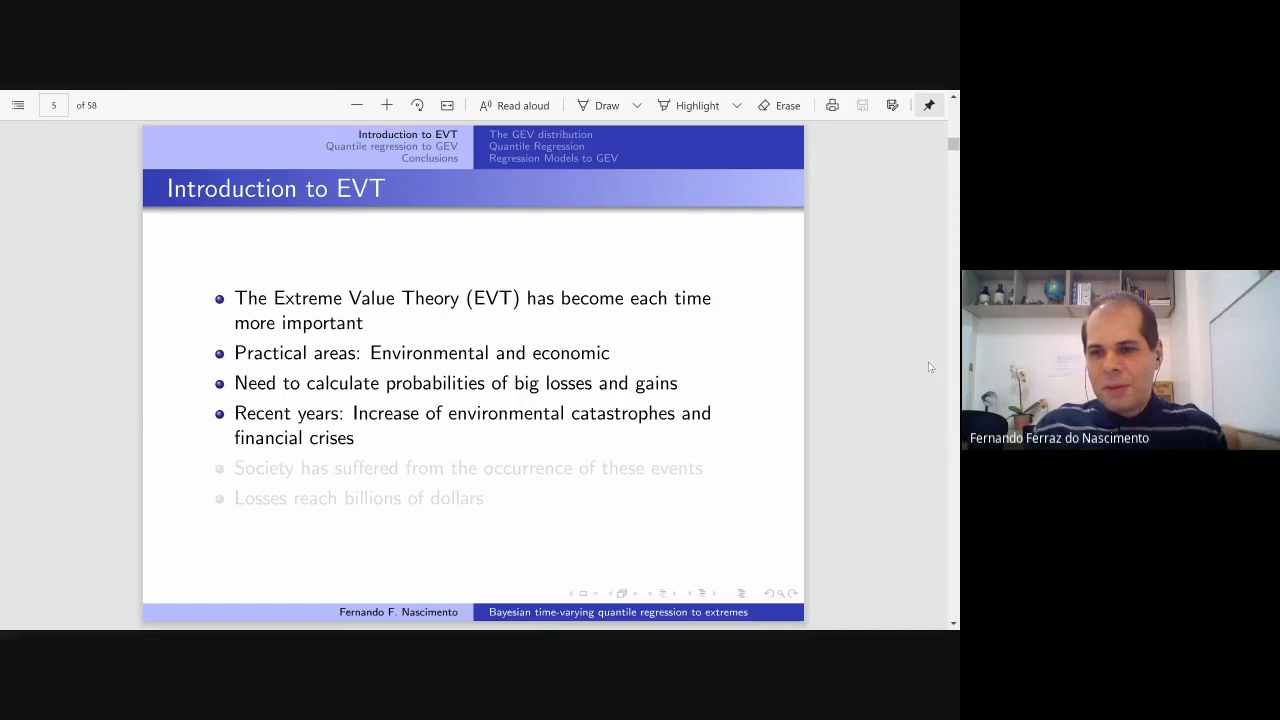 5 of 58
Read aloud
Draw
Highlight
Erase
Introduction to EVT
Quantile regression to GEV
Conclusions
The GEV distribution
Quantile Regression
Regression Models to GEV
Introduction to EVT
The Extreme Value Theory (EVT) has become each time
more important
Practical areas: Environmental and economic
Need to calculate probabilities of big losses and gains
Recent years: Increase of environmental catastrophes and
financial crises
Society has suffered from the occurrence of these events
Losses reach billions of dollars
Fernando F. Nascimento
Bayesian time-varying quantile regression to extremes
Fernando Ferraz do Nascimento